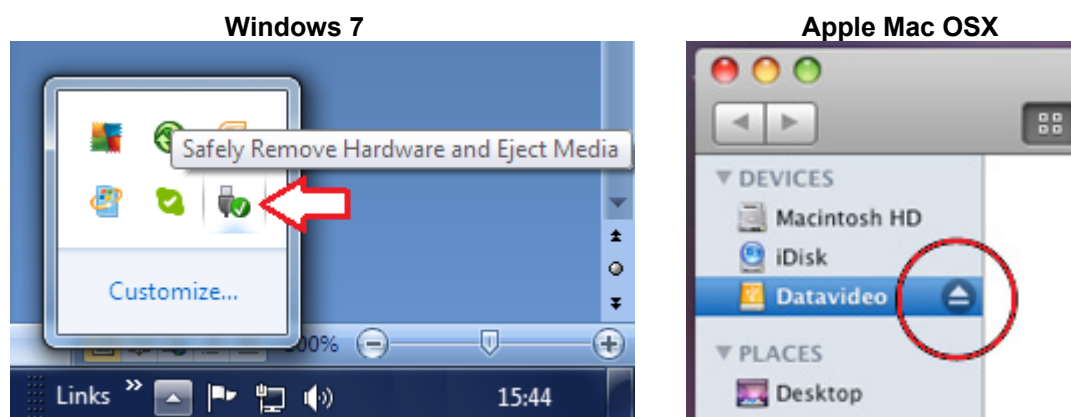 Windows 7
Safely Remove Hardware and Eject Media
Customize...
100%
Links »
15:44
Apple Mac OSX
DEVICES
Macintosh HD
iDisk
Datavideo
PLACES
Desktop